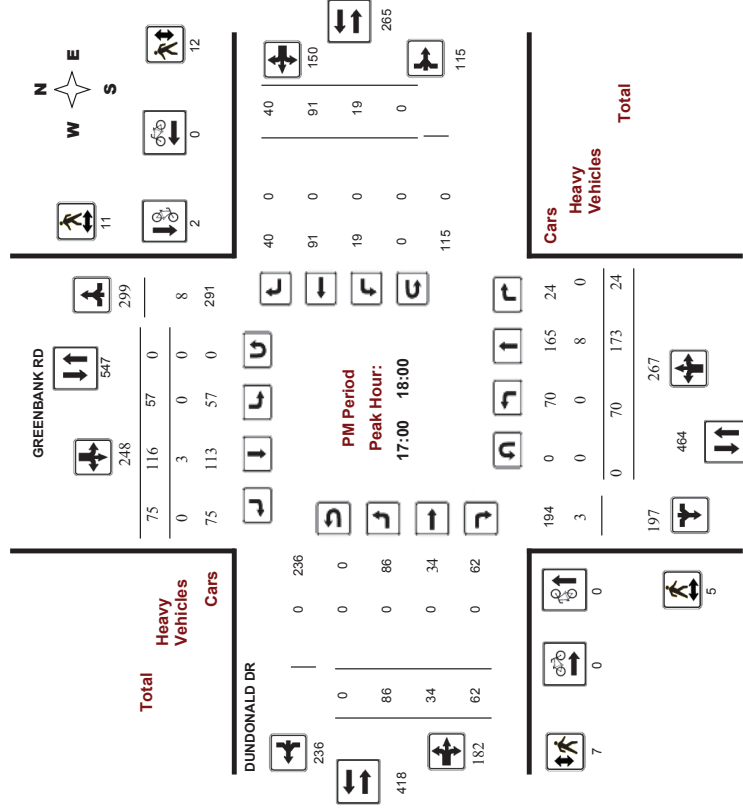 N
W E
S
12
0
11
2
GREENBANK RD
547
248
299
75 116 57 0
0 3 0 0 8
75 113 57 0 291
Total
Heavy
Vehicles
Cars
265
150
115
40 0 40
91 0 91
19 0 19
0 0 0
115 0
PM Period
Peak Hour:
17:00 18:00
DUNDONALD DR
236
418
182
0 236
0 0 0
86 0 86
34 0 34
62 0 62
Cars
Heavy
Vehicles
Total
194 0 70 165 24
3 0 0 8 0
0 70 173 24
197
267
464
0
0
5
7